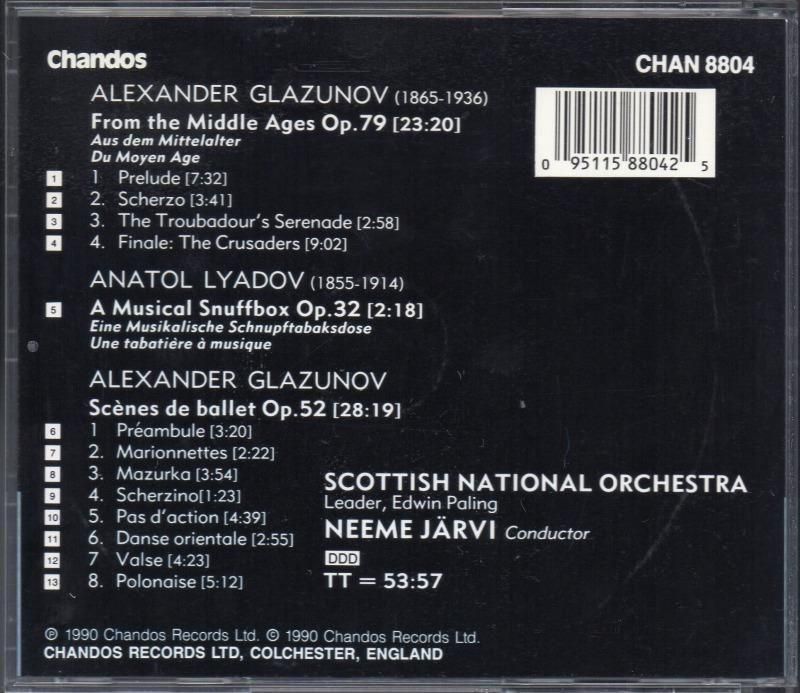 Chandos
CHAN 8804
ALEXANDER GLAZUNOV (1865-1936)
From the Middle Ages Op.79 [23:20]
Aus dem Mittelalter
Du Moyen Age
1 1 Prelude [7:32]
2 2. Scherzo [3:41]
3 3. The Troubadour's Serenade [2:58]
4 4. Finale: The Crusaders [9:02]
0 95115 88042 5
ANATOL LYADOV (1855-1914)
5 A Musical Snuffbox Op.32 [2:18]
Eine Musikalische Schnupftabaksdose
Une tabatière à musique
ALEXANDER GLAZUNOV
Scènes de ballet Op.52 [28:19]
6 1 Préambule [3:20]
7 2. Marionnettes [2:22]
8 3. Mazurka [3:54]
9 4. Scherzino[1:23]
10 5. Pas d'action [4:39]
11 6. Danse orientale [2:55]
12 7 Valse [4:23]
13 8. Polonaise [5:12]
SCOTTISH NATIONAL ORCHESTRA
Leader, Edwin Paling
NEEME JÄRVI Conductor
DDD
TT = 53:57
℗ 1990 Chandos Records Ltd. © 1990 Chandos Records Ltd.
CHANDOS RECORDS LTD, COLCHESTER, ENGLAND